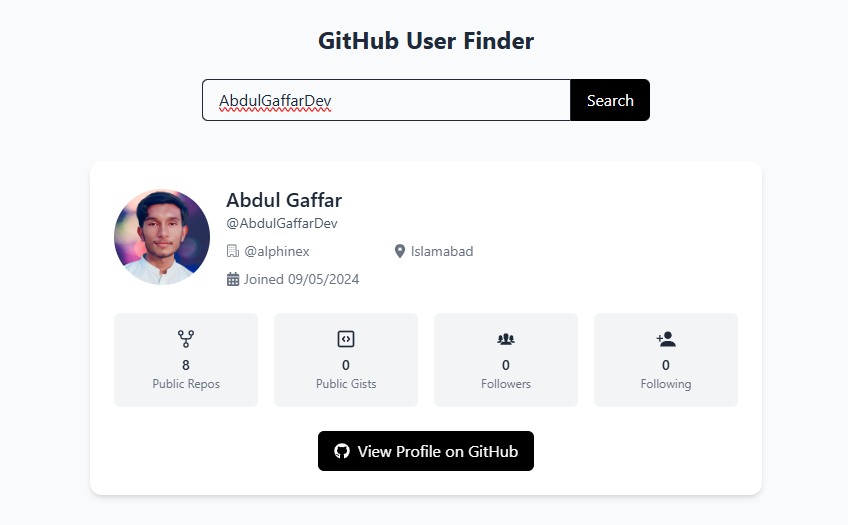 GitHub User Finder
AbdulGaffarDev
Search
Abdul Gaffar
@AbdulGaffarDev
@alphinex
Islamabad
Joined 09/05/2024
8
Public Repos
0
Public Gists
0
Followers
0
Following
View Profile on GitHub